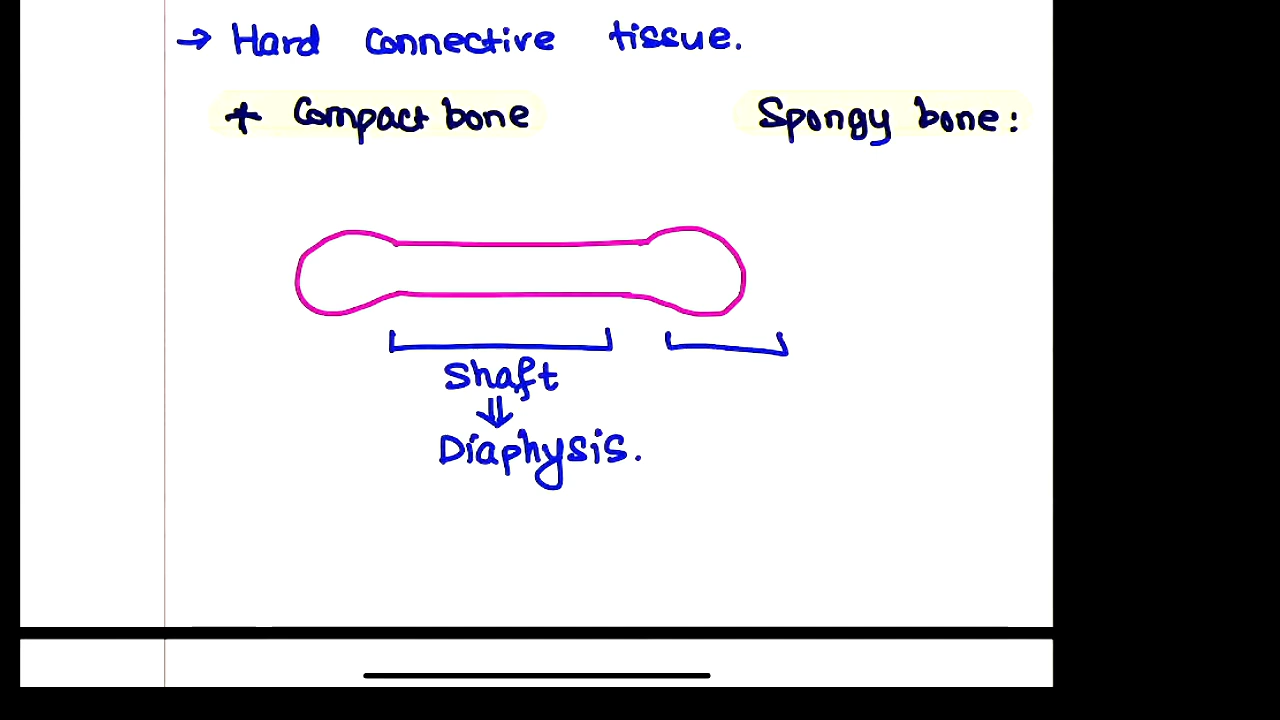 → Hard connective tissue.
+ Compact bone Spongy bone:
Shaft
⇓
Diaphysis.